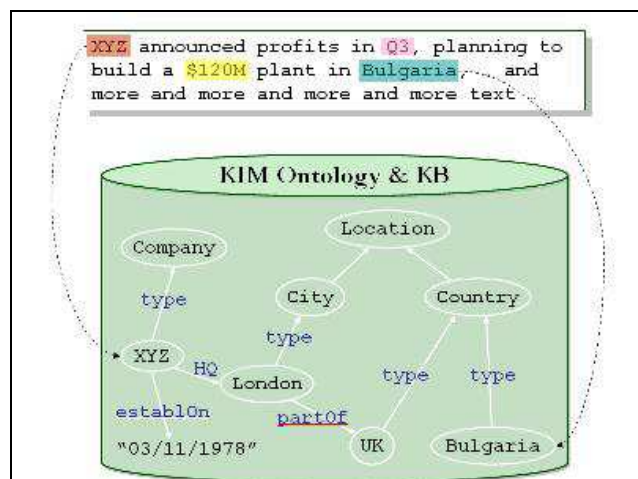 XYZ announced profits in Q3, planning to
build a $120M plant in Bulgaria, and
more and more and more and more text
KIM Ontology & KB
Location
Company
City
Country
type
type
XYZ
HQ
London
type
type
establOn
partOf
"03/11/1978"
UK
Bulgaria